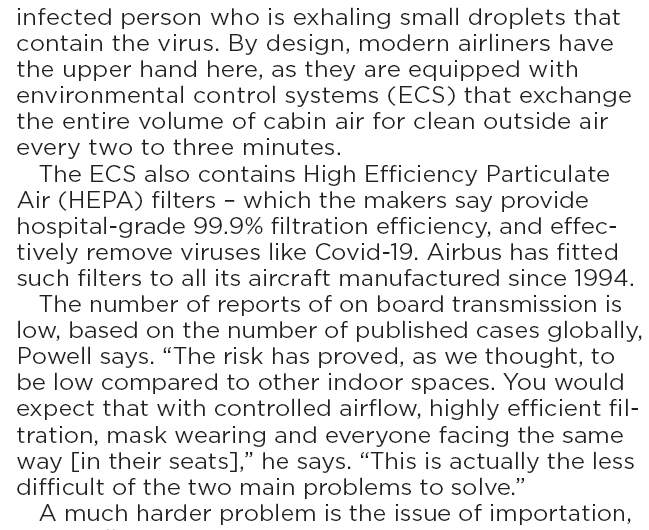 infected person who is exhaling small droplets that
contain the virus. By design, modern airliners have
the upper hand here, as they are equipped with
environmental control systems (ECS) that exchange
the entire volume of cabin air for clean outside air
every two to three minutes.
The ECS also contains High Efficiency Particulate
Air (HEPA) filters – which the makers say provide
hospital-grade 99.9% filtration efficiency, and effec-
tively remove viruses like Covid-19. Airbus has fitted
such filters to all its aircraft manufactured since 1994.
The number of reports of on board transmission is
low, based on the number of published cases globally,
Powell says. “The risk has proved, as we thought, to
be low compared to other indoor spaces. You would
expect that with controlled airflow, highly efficient fil-
tration, mask wearing and everyone facing the same
way [in their seats],” he says. “This is actually the less
difficult of the two main problems to solve.”
A much harder problem is the issue of importation,